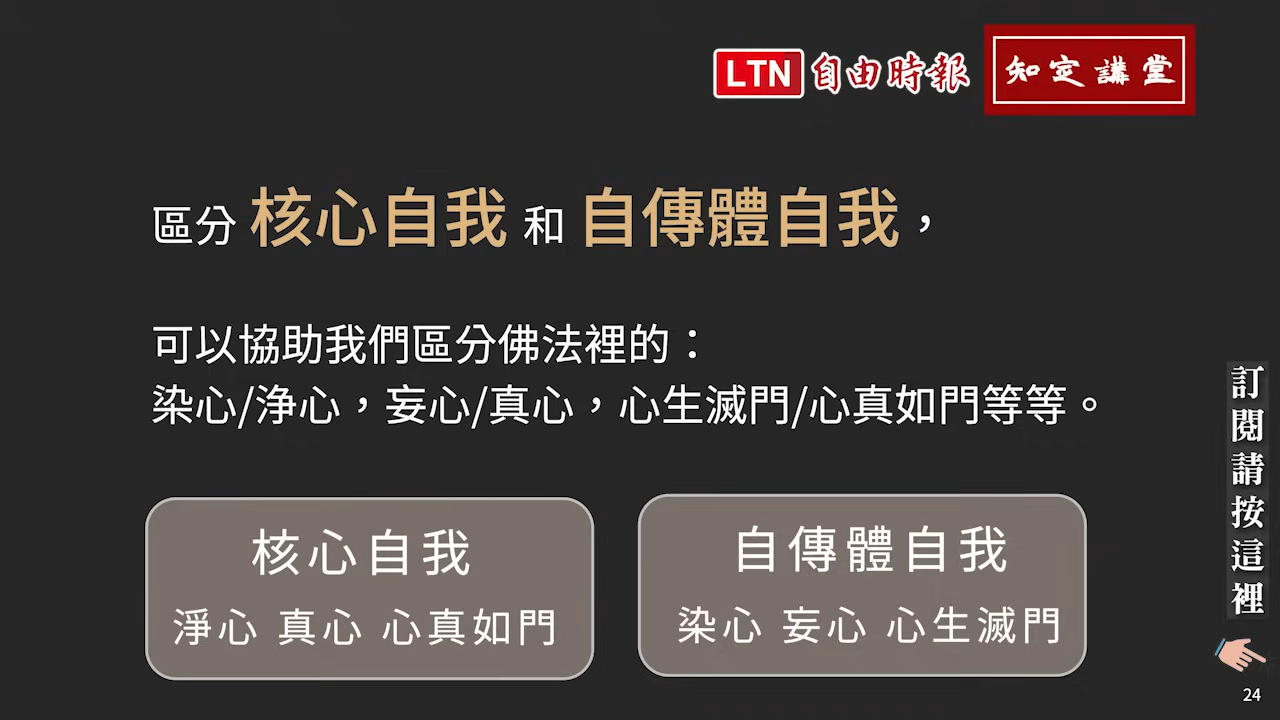 LTN 自由時報 知定講堂
區分 核心自我 和 自傳體自我，
可以協助我們區分佛法裡的：
染心/淨心，妄心/真心，心生滅門/心真如門等等。
核心自我
淨心 真心 心真如門
自傳體自我
染心 妄心 心生滅門
訂閱請按這裡
24